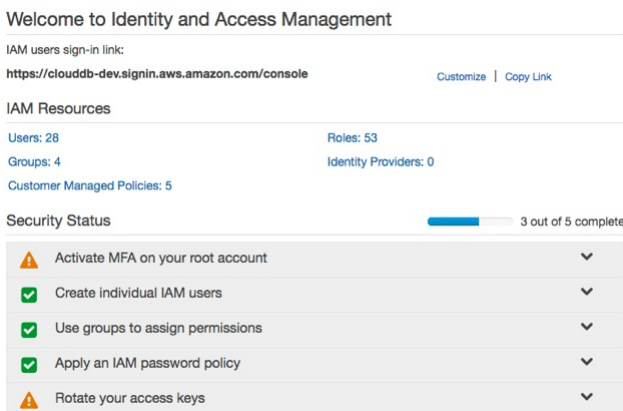 Welcome to Identity and Access Management
IAM users sign-in link:
https://clouddb-dev.signin.aws.amazon.com/console
Customize | Copy Link
IAM Resources
Users: 28
Roles: 53
Groups: 4
Identity Providers: 0
Customer Managed Policies: 5
Security Status
3 out of 5 complete
Activate MFA on your root account
Create individual IAM users
Use groups to assign permissions
Apply an IAM password policy
Rotate your access keys